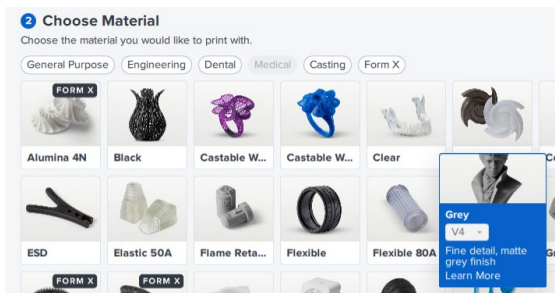 2 Choose Material
Choose the material you would like to print with.
General Purpose Engineering Dental Medical Casting Form X
FORM X
Alumina 4N Black Castable W... Castable W... Clear
Grey
V4
Fine detail, matte
grey finish
Learn More
ESD Elastic 50A Flame Reta... Flexible Flexible 80A
FORM X FORM X